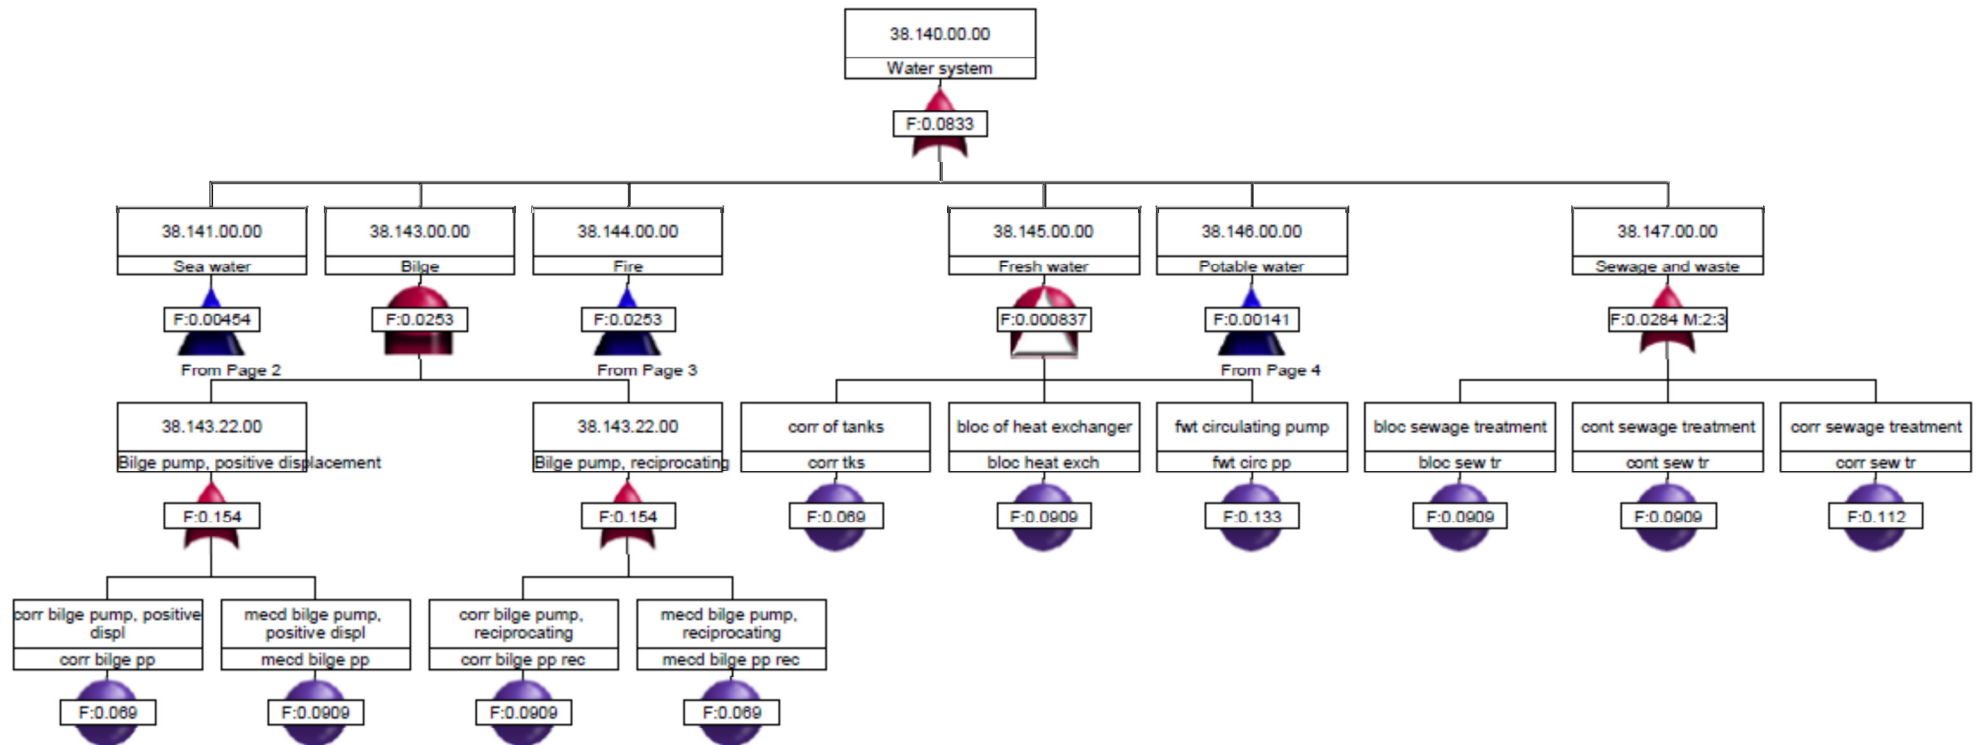 38.140.00.00
Water system
F:0.0833
38.141.00.00
Sea water
F:0.00454
From Page 2
38.143.00.00
Bilge
F:0.0253
38.144.00.00
Fire
F:0.0253
From Page 3
38.145.00.00
Fresh water
F:0.000837
38.146.00.00
Potable water
F:0.00141
From Page 4
38.147.00.00
Sewage and waste
F:0.0284 M:2:3
38.143.22.00
Bilge pump, positive displacement
F:0.154
38.143.22.00
Bilge pump, reciprocating
F:0.154
corr of tanks
corr tks
F:0.069
bloc of heat exchanger
bloc heat exch
F:0.0909
fwt circulating pump
fwt circ pp
F:0.133
bloc sewage treatment
bloc sew tr
F:0.0909
cont sewage treatment
cont sew tr
F:0.0909
corr sewage treatment
corr sew tr
F:0.112
corr bilge pump, positive
displ
corr bilge pp
F:0.069
mecd bilge pump,
positive displ
mecd bilge pp
F:0.0909
corr bilge pump,
reciprocating
corr bilge pp rec
F:0.0909
mecd bilge pump,
reciprocating
mecd bilge pp rec
F:0.069